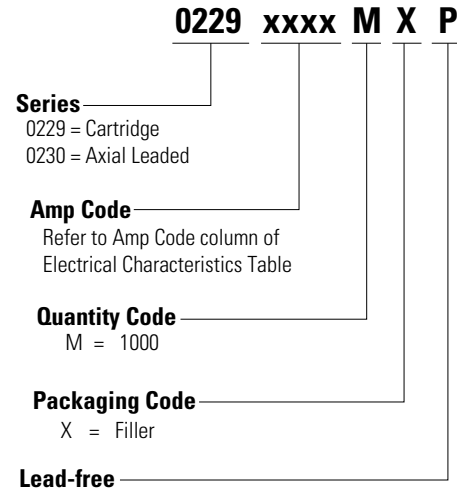 0229 xxxx M X P
Series
0229 = Cartridge
0230 = Axial Leaded
Amp Code
Refer to Amp Code column of
Electrical Characteristics Table
Quantity Code
M = 1000
Packaging Code
X = Filler
Lead-free